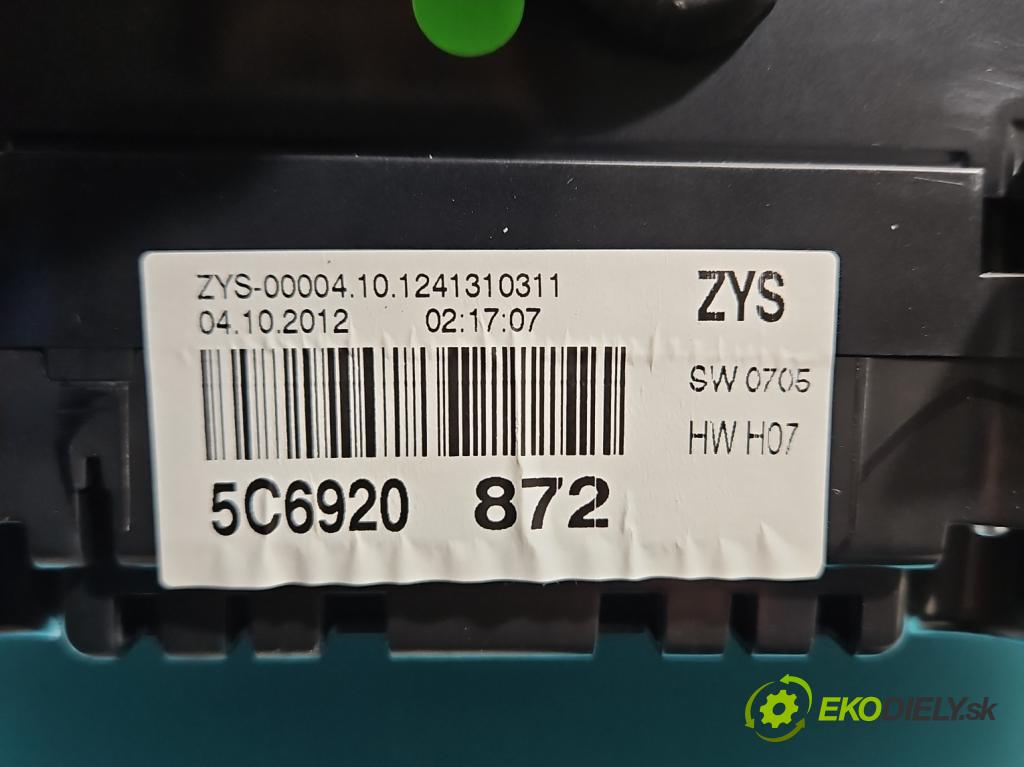 ZYS-00004.10.1241310311
ZYS
04.10.2012 02:17:07
SW 0705
HW H07
5C6920 872
EKODIELY.sk